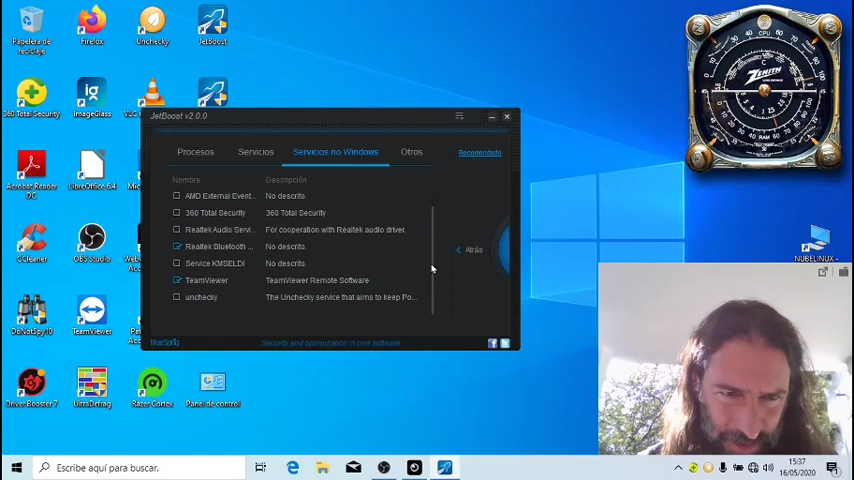 Papelera de reciclaje
Firefox
Unchecky
JetBoost
360 Total Security
ImageGlass
Acrobat Reader DC
LibreOffice 6.4
CCleaner
OBS Studio
DoNotSpy10
TeamViewer
Driver Booster 7
UltraDefrag
Razer Cortex
Panel de control
JetBoost v2.0.0
Procesos
Servicios
Servicios no Windows
Otros
Recomendado
Nombre
Descripción
AMD External Event...
No descrito.
360 Total Security
360 Total Security
Realtek Audio Servi...
For cooperation with Realtek audio driver.
Realtek Bluetooth ...
No descrito.
Service KMSELDI
No descrito.
TeamViewer
TeamViewer Remote Software
unchecky
The Unchecky service that aims to keep Po...
Atrás
BlueSprig
Security and optimization in one software
CPU
ZENITH
RAM
NUBELINUX -
Escribe aquí para buscar.
15:37
16/05/2020